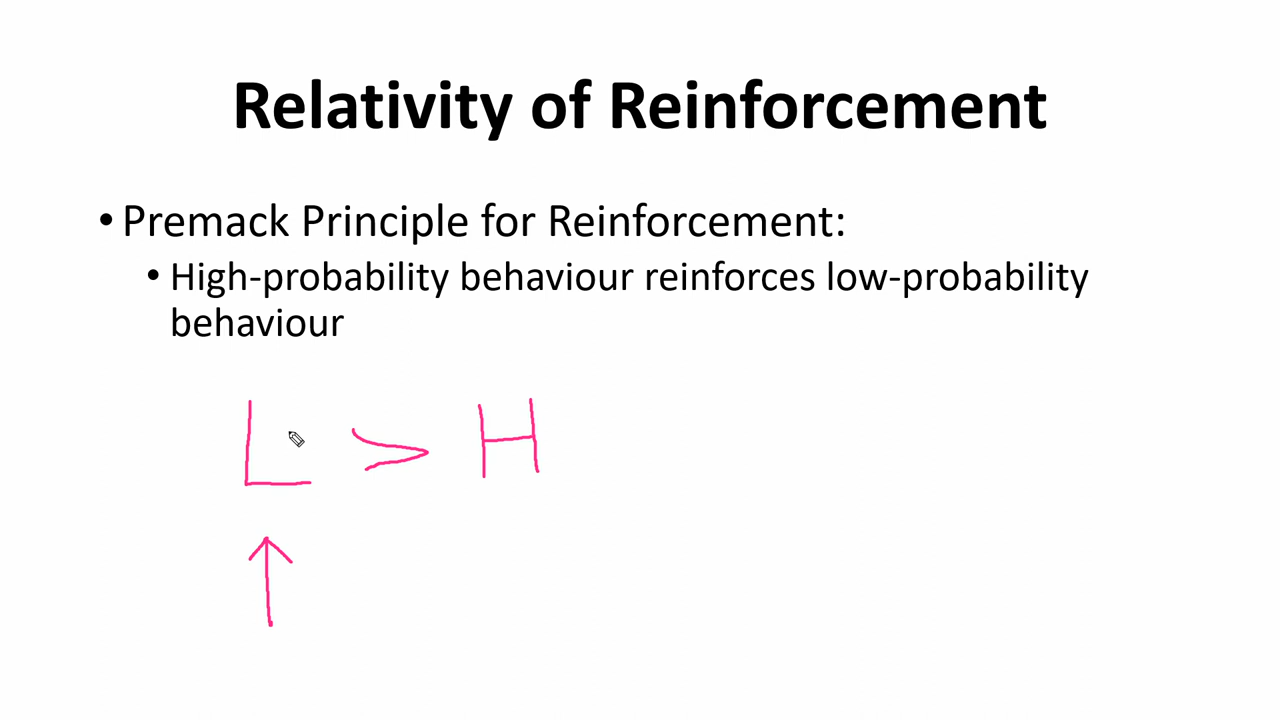 Relativity of Reinforcement
• Premack Principle for Reinforcement:
• High-probability behaviour reinforces low-probability
behaviour
L > H
↑